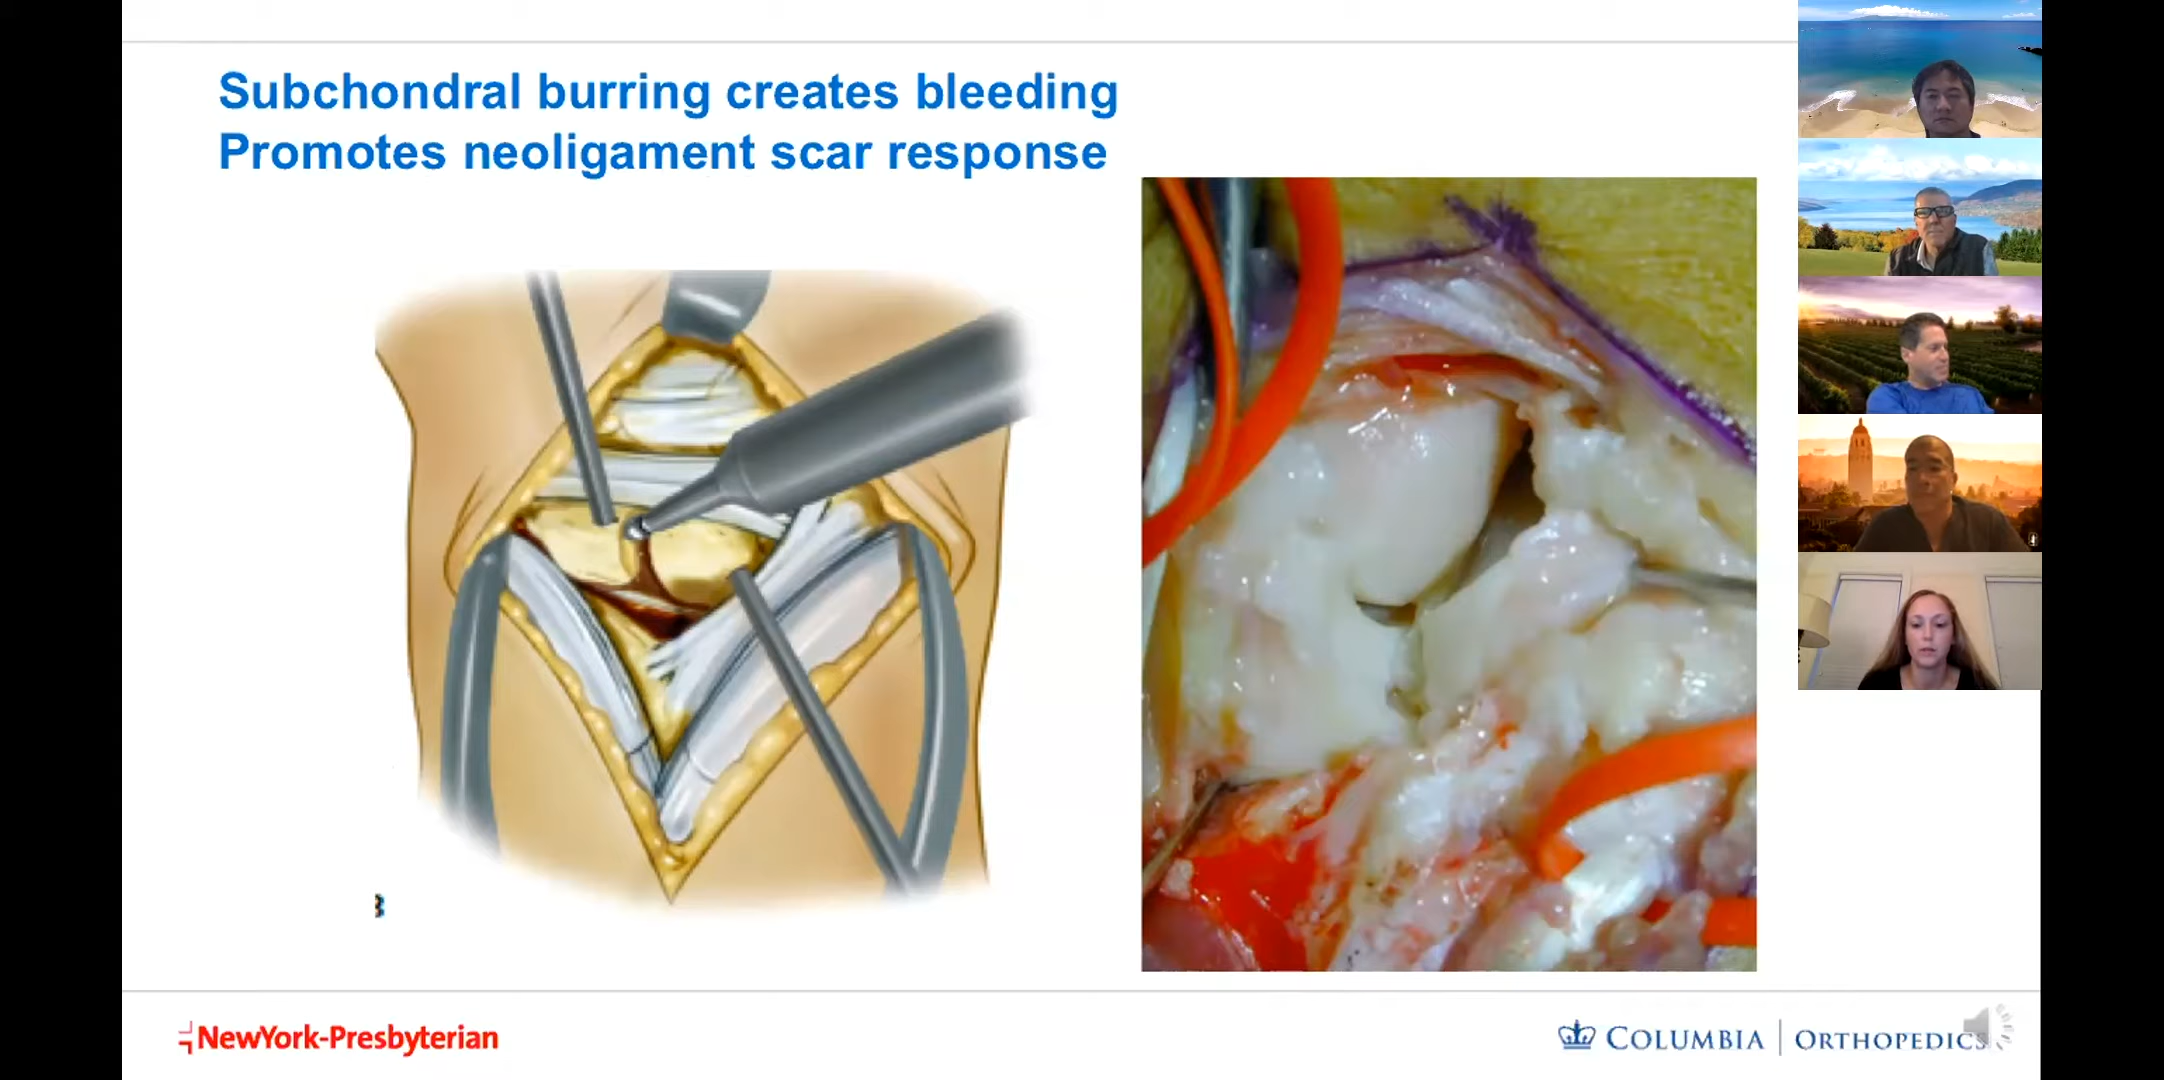 Subchondral burring creates bleeding
Promotes neoligament scar response
NewYork-Presbyterian
COLUMBIA | ORTHOPEDICS